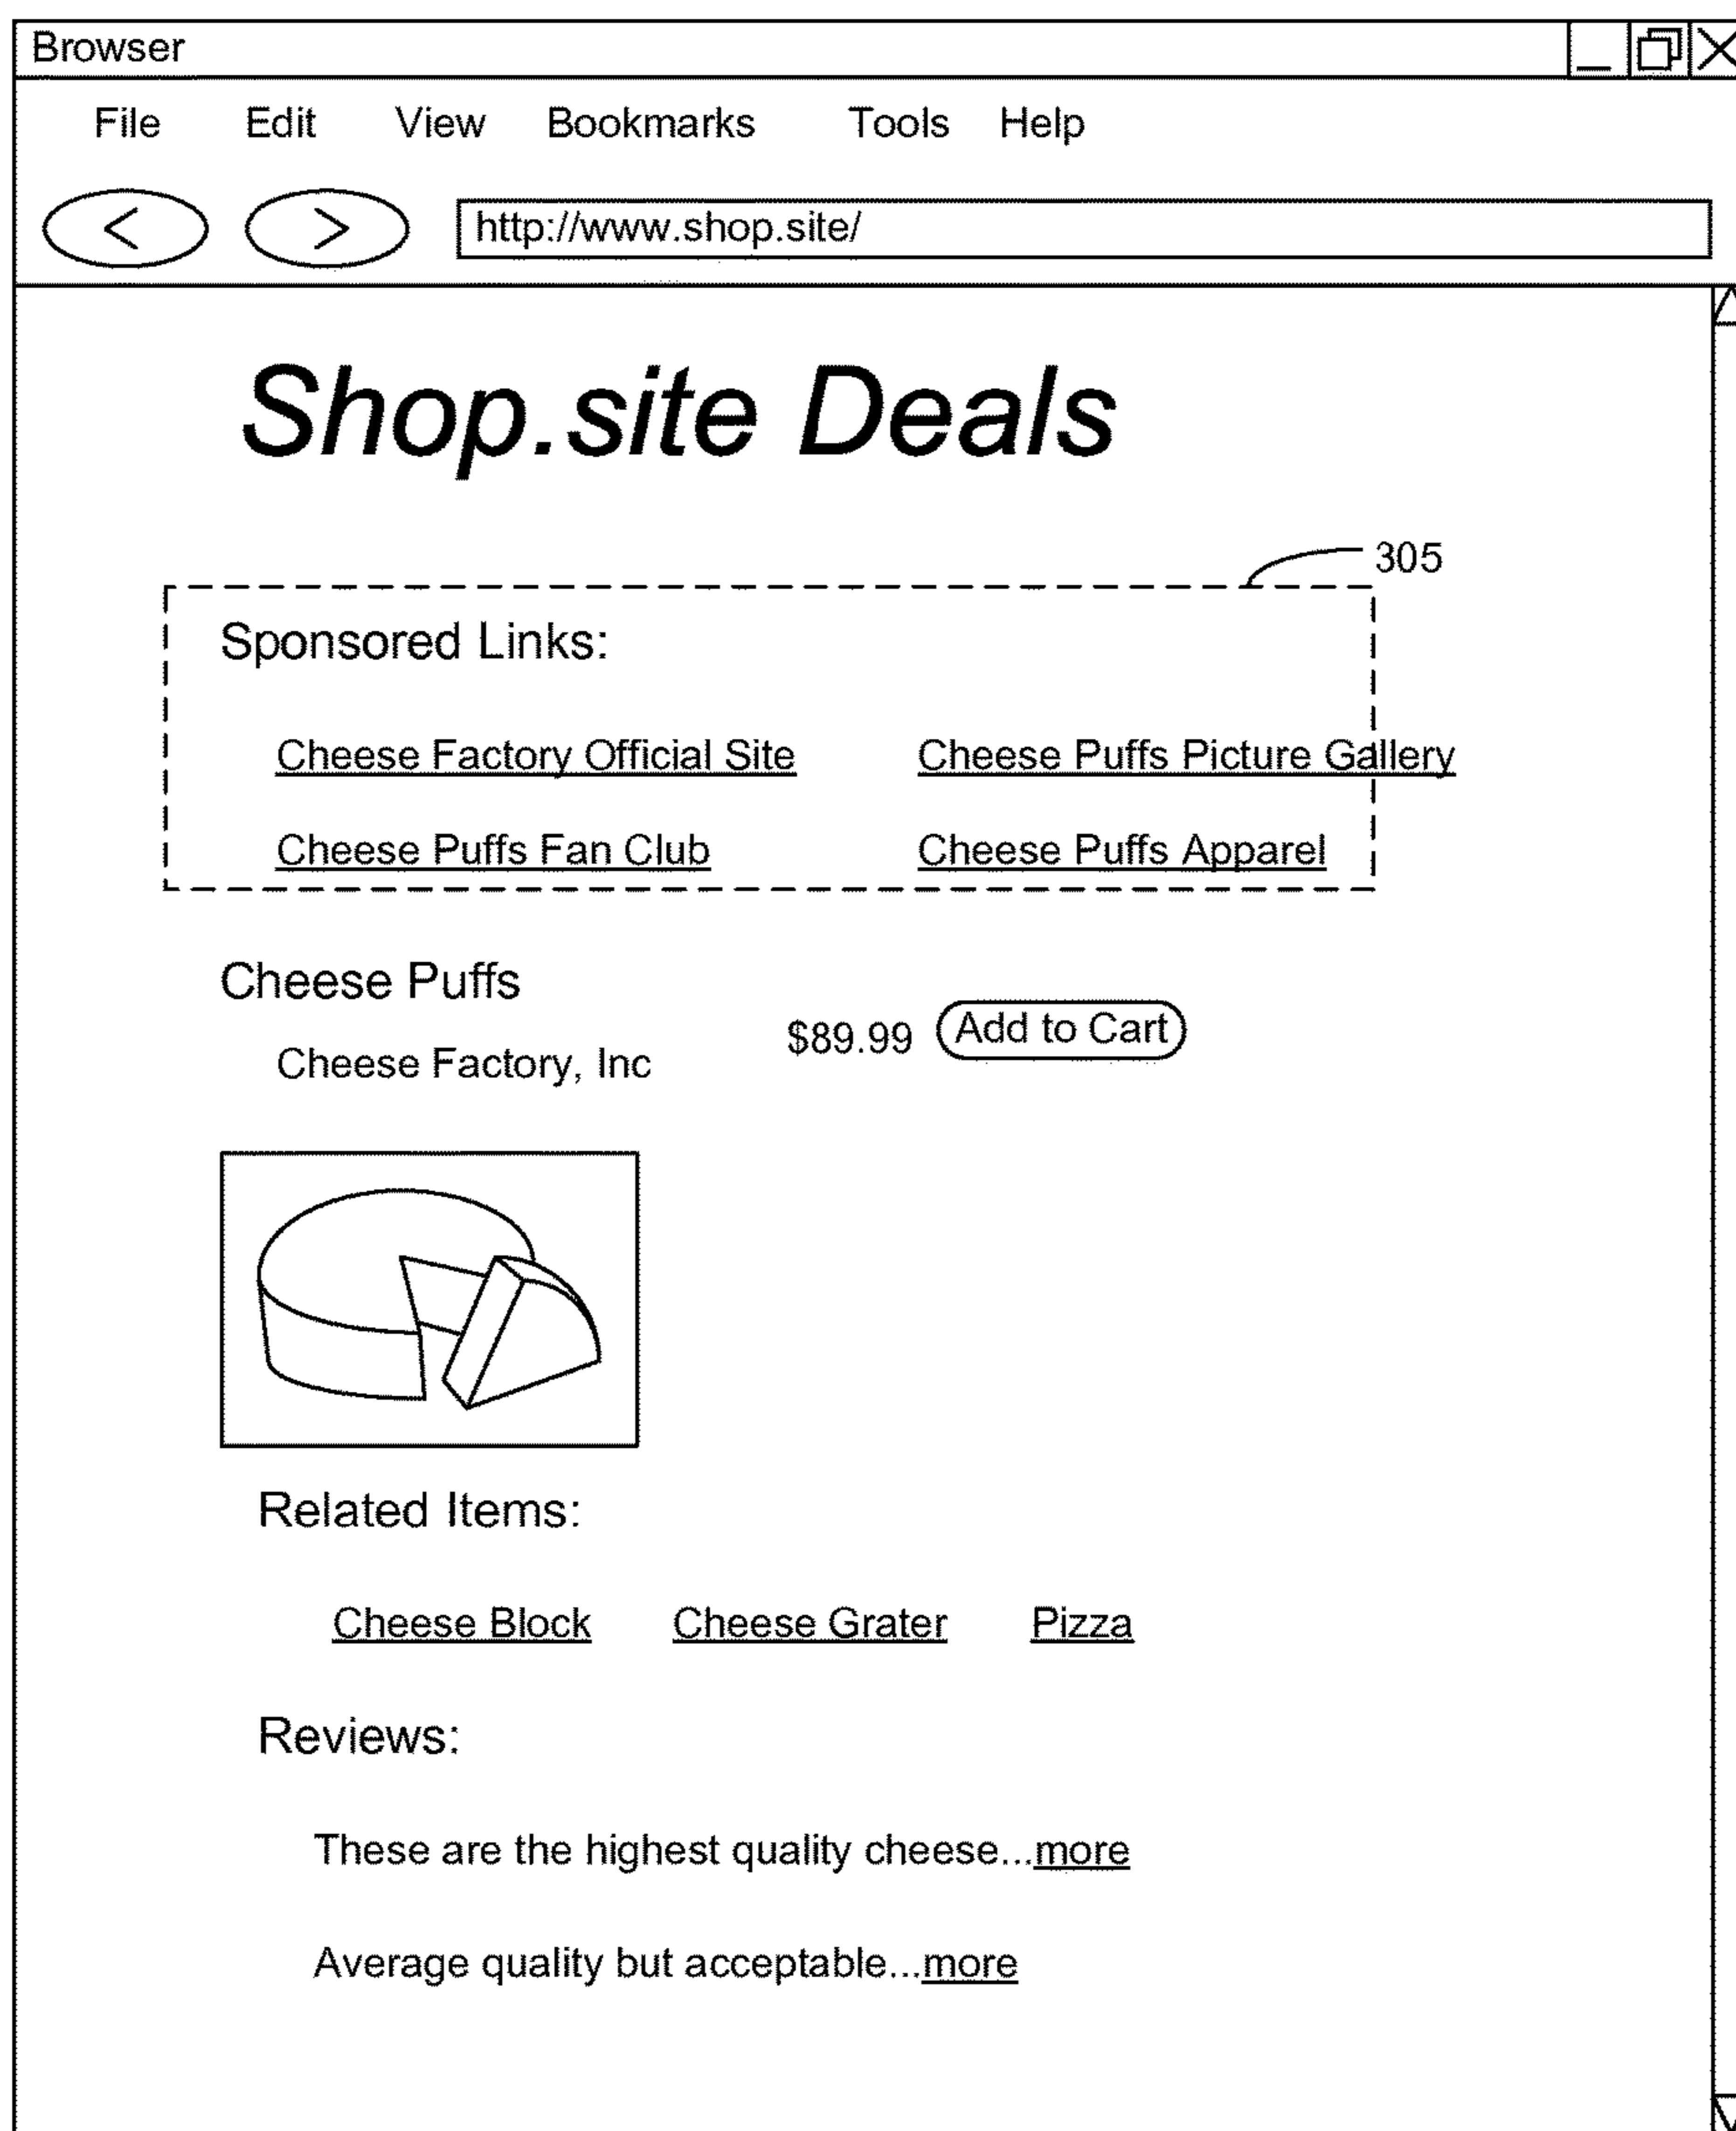 Browser
File Edit View Bookmarks Tools Help
< > http://www.shop.site/
Shop.site Deals
305
Sponsored Links:
Cheese Factory Official Site Cheese Puffs Picture Gallery
Cheese Puffs Fan Club Cheese Puffs Apparel
Cheese Puffs
$89.99 Add to Cart
Cheese Factory, Inc
Related Items:
Cheese Block Cheese Grater Pizza
Reviews:
These are the highest quality cheese...more
Average quality but acceptable...more